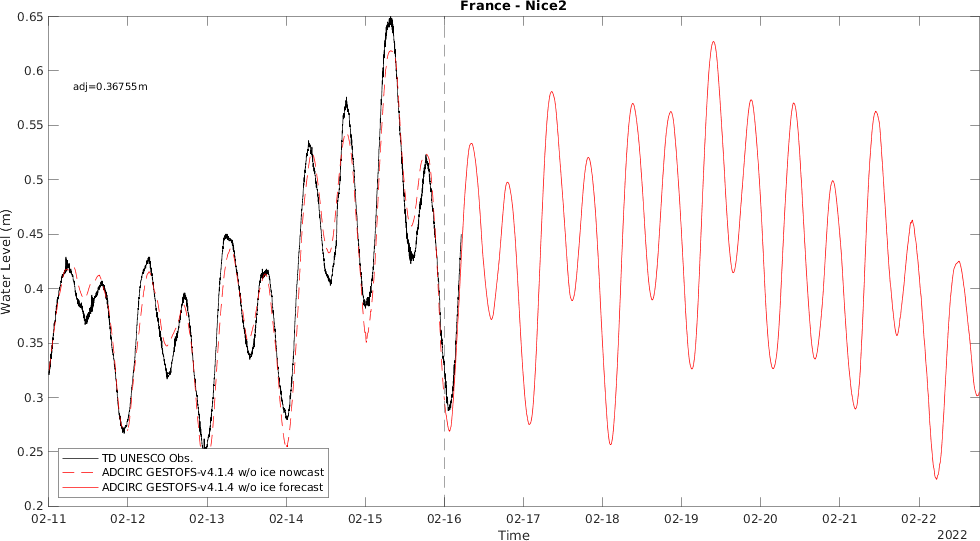 France - Nice2
0.65
0.6
0.55
0.5
0.45
0.4
0.35
0.3
0.25
0.2
Water Level (m)
adj=0.36755m
TD UNESCO Obs.
ADCIRC GESTOFS-v4.1.4 w/o ice nowcast
ADCIRC GESTOFS-v4.1.4 w/o ice forecast
02-11 02-12 02-13 02-14 02-15 02-16 02-17 02-18 02-19 02-20 02-21 02-22
Time
2022